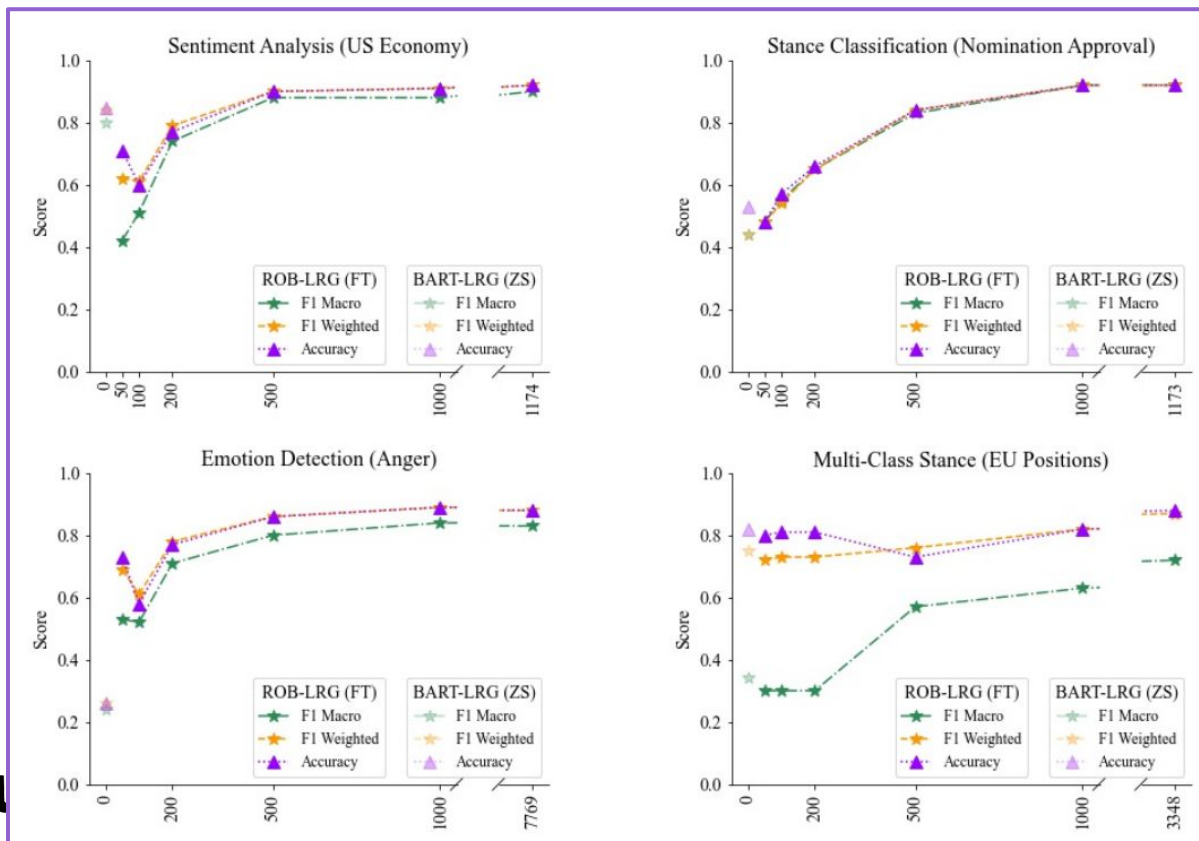 Sentiment Analysis (US Economy)
1.0
0.8
0.6
0.4
0.2
0.0
Score
ROB-LRG (FT)
F1 Macro
F1 Weighted
Accuracy
BART-LRG (ZS)
F1 Macro
F1 Weighted
Accuracy
0
50
100
200
500
1000
1174
Stance Classification (Nomination Approval)
1.0
0.8
0.6
0.4
0.2
0.0
Score
ROB-LRG (FT)
F1 Macro
F1 Weighted
Accuracy
BART-LRG (ZS)
F1 Macro
F1 Weighted
Accuracy
0
50
100
200
500
1000
1173
Emotion Detection (Anger)
1.0
0.8
0.6
0.4
0.2
0.0
Score
ROB-LRG (FT)
F1 Macro
F1 Weighted
Accuracy
BART-LRG (ZS)
F1 Macro
F1 Weighted
Accuracy
0
200
500
1000
7769
Multi-Class Stance (EU Positions)
1.0
0.8
0.6
0.4
0.2
0.0
Score
ROB-LRG (FT)
F1 Macro
F1 Weighted
Accuracy
BART-LRG (ZS)
F1 Macro
F1 Weighted
Accuracy
0
200
500
1000
3348